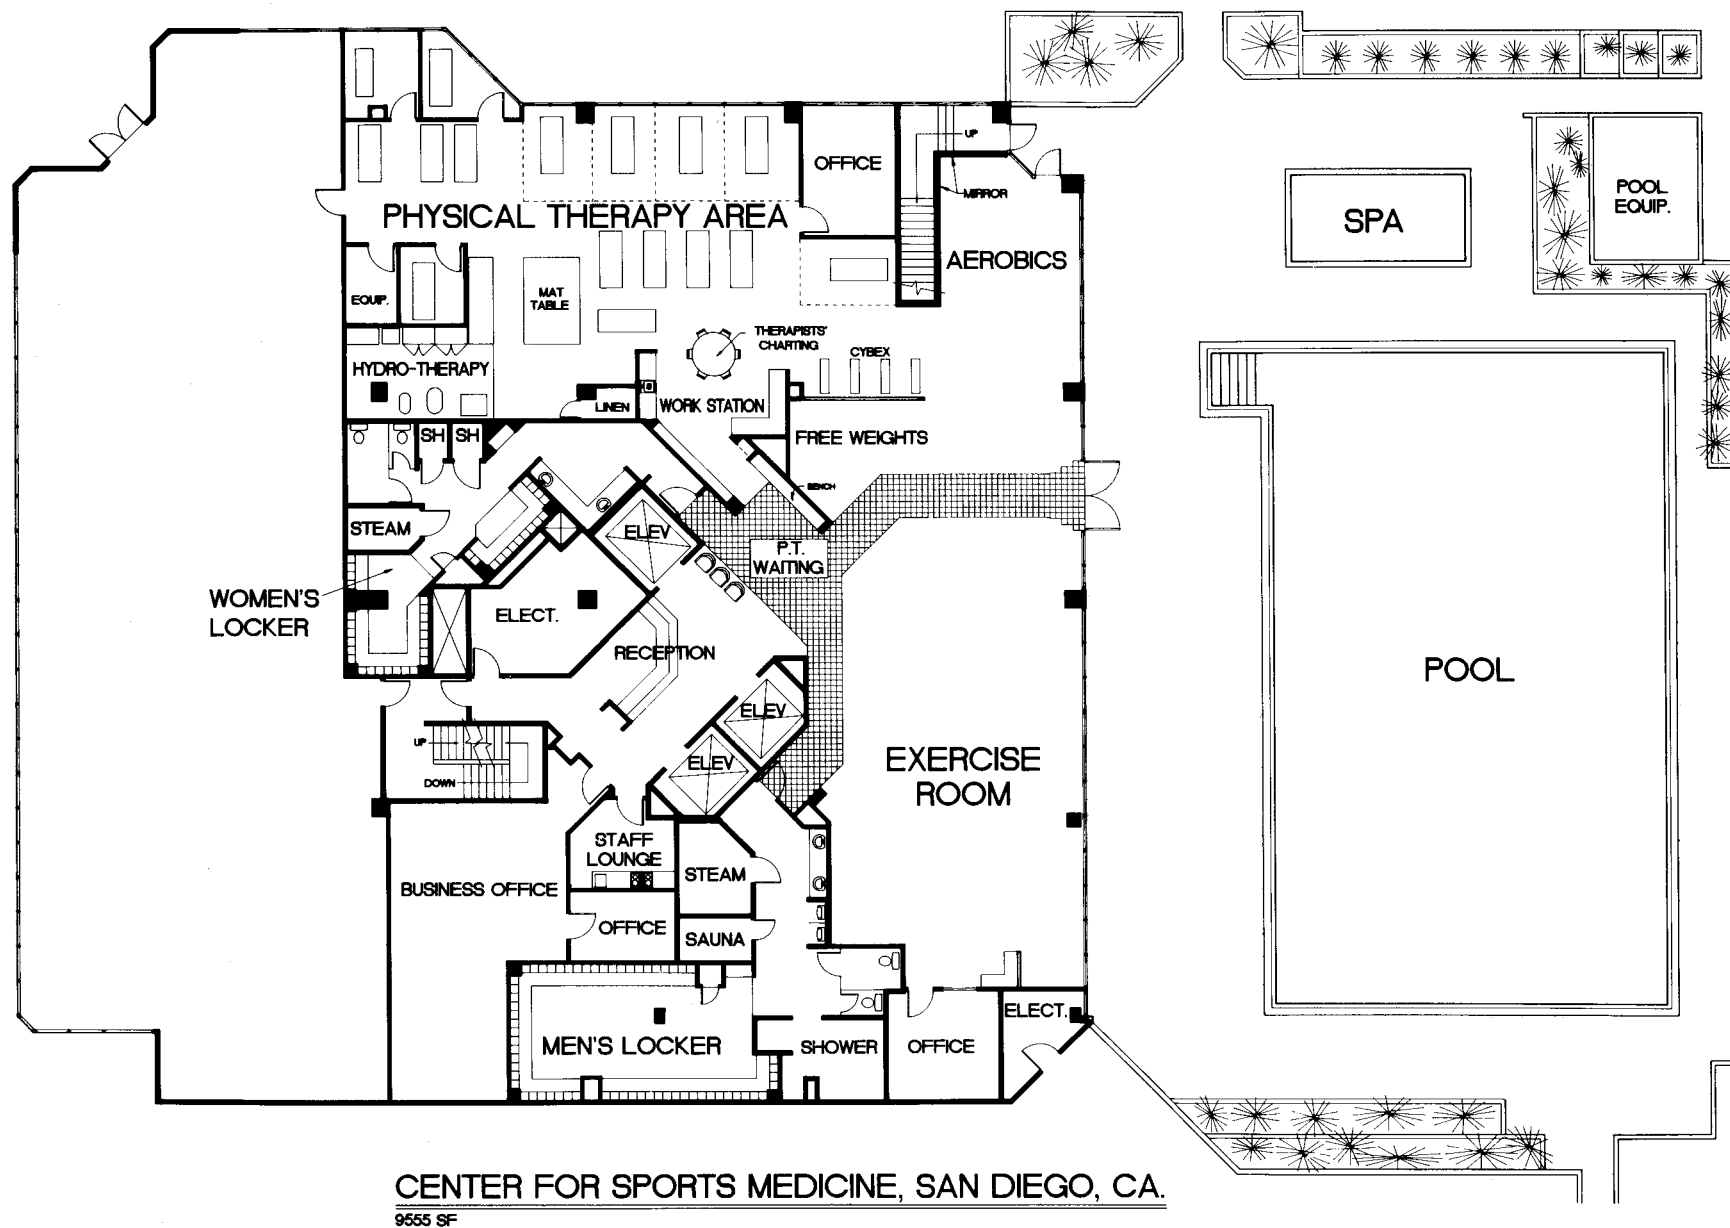 UP
OFFICE
MIRROR
PHYSICAL THERAPY AREA
AEROBICS
SPA
POOL
EQUIP.
EQUIP.
MAT
TABLE
THERAPISTS'
CHARTING
CYBEX
HYDRO-THERAPY
LINEN
WORK STATION
FREE WEIGHTS
SH
SH
BENCH
STEAM
ELEV
P.T.
WAITING
WOMEN'S
LOCKER
ELECT.
RECEPTION
POOL
ELEV
UP
ELEV
DOWN
EXERCISE
ROOM
STAFF
LOUNGE
STEAM
BUSINESS OFFICE
OFFICE
SAUNA
ELECT.
MEN'S LOCKER
SHOWER
OFFICE
CENTER FOR SPORTS MEDICINE, SAN DIEGO, CA.
9555 SF